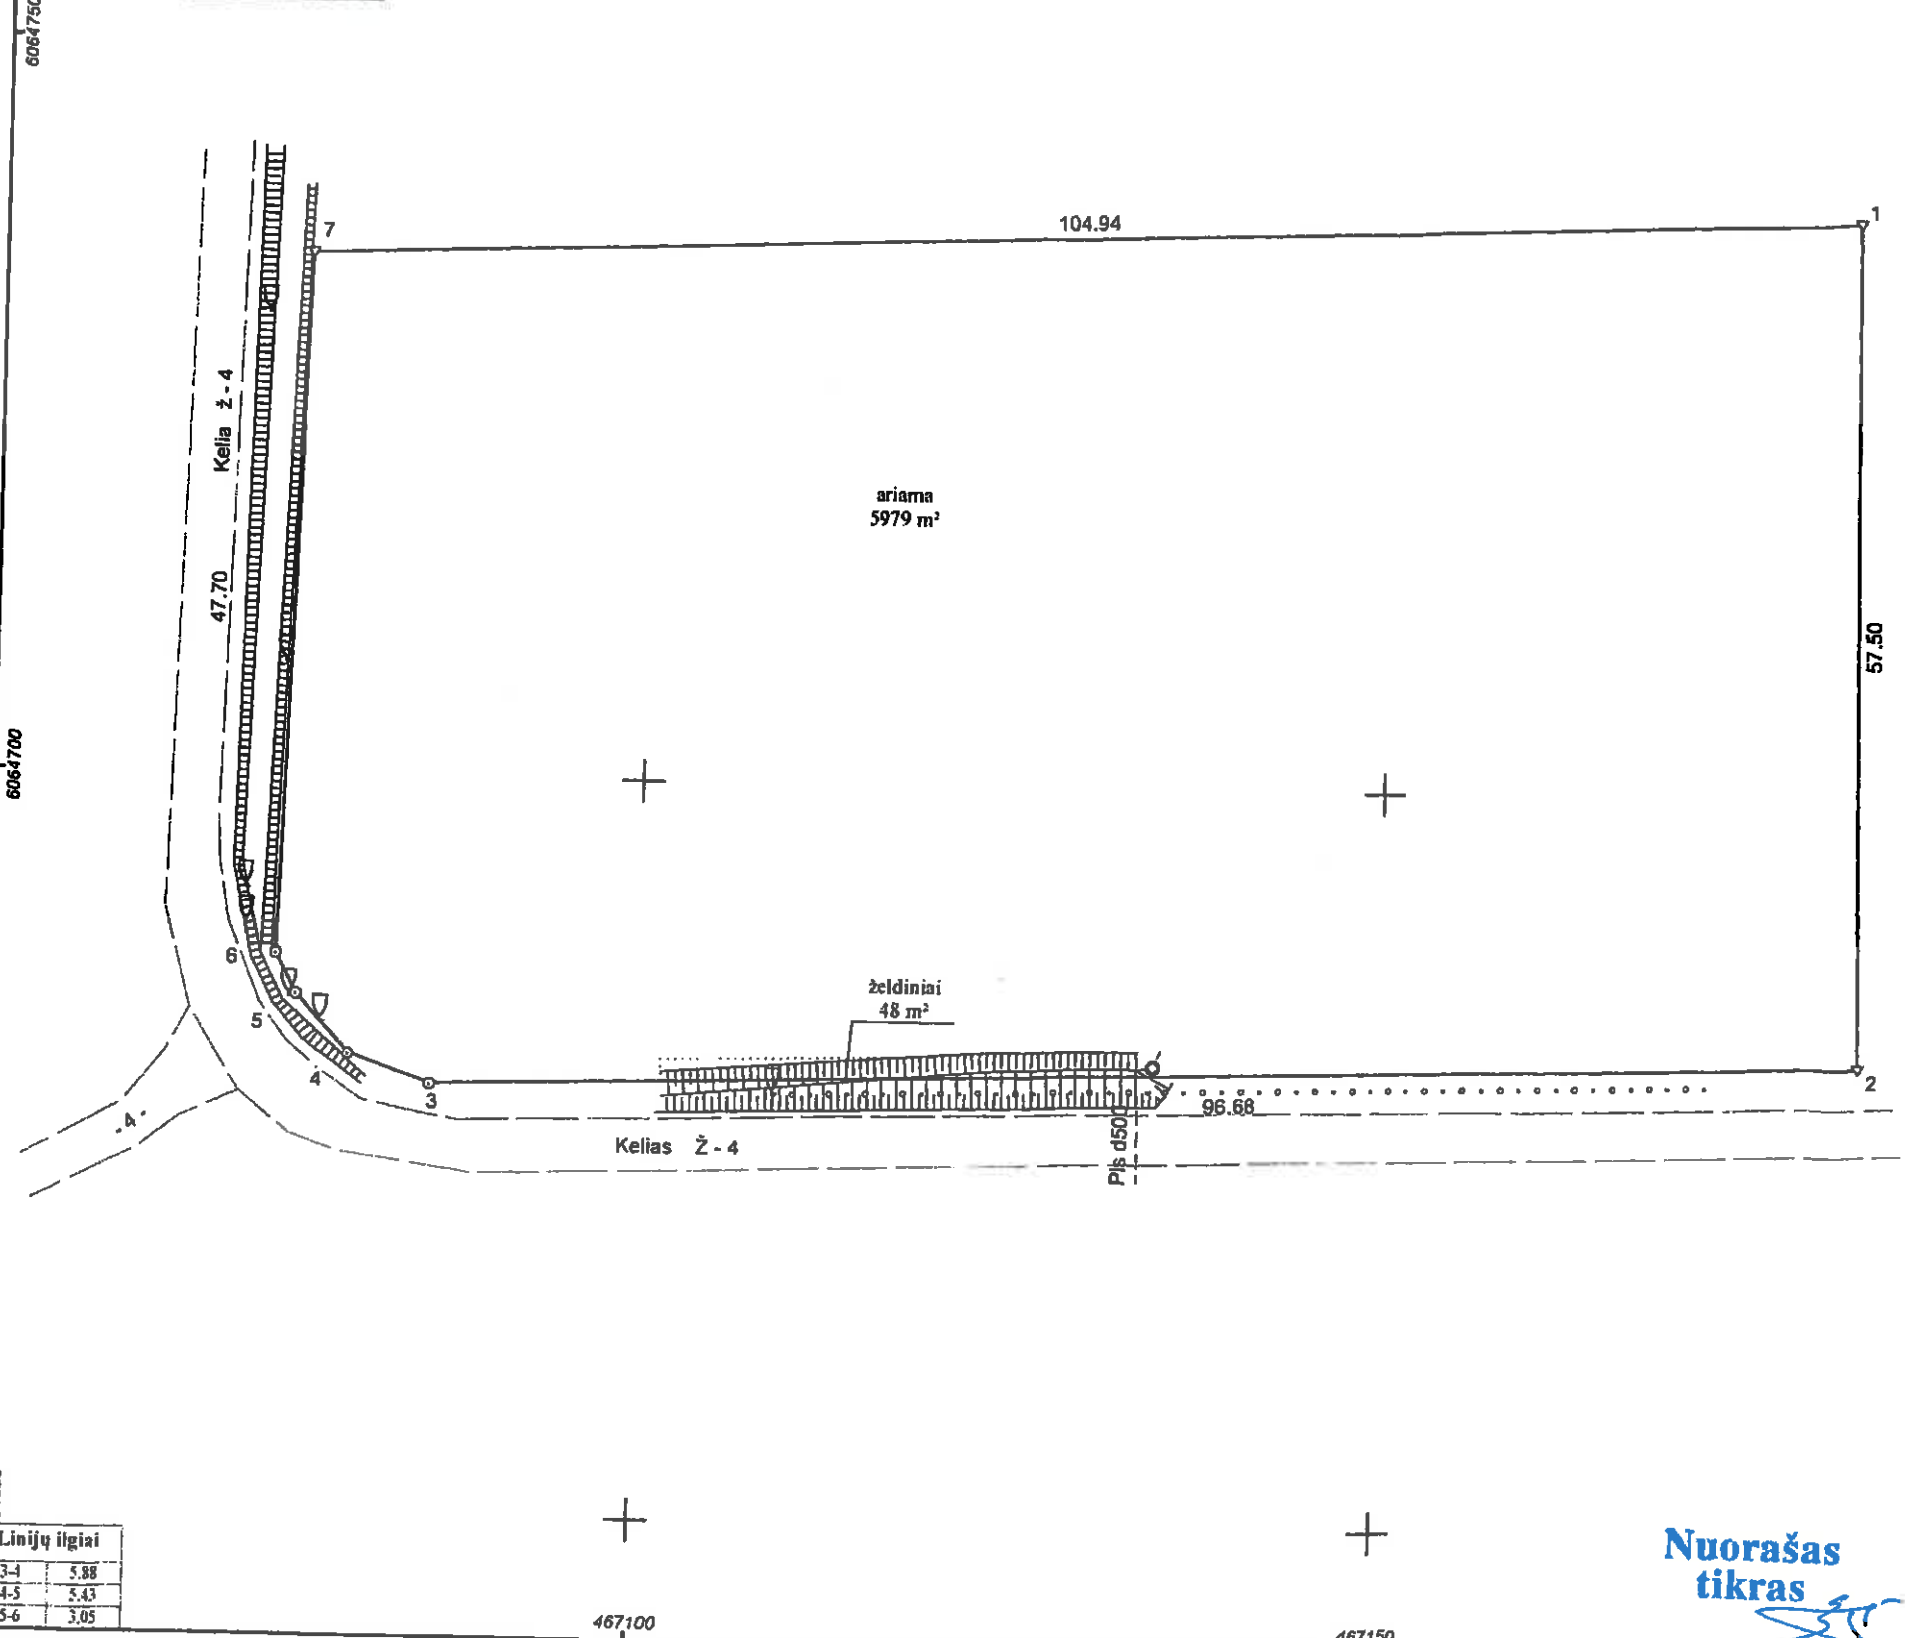 6064750
7
104.94
1
Kelia Ž - 4
ariama
5979 m²
47.70
57.50
6064700
6
želdiniai
48 m²
5
4
3
2
96.68
4
Kelias Ž - 4
Pls d500
Linijų ilgiai
3-4 5.88
4-5 5.43
5-6 3.05
467100
467150
Nuorašas
tikras